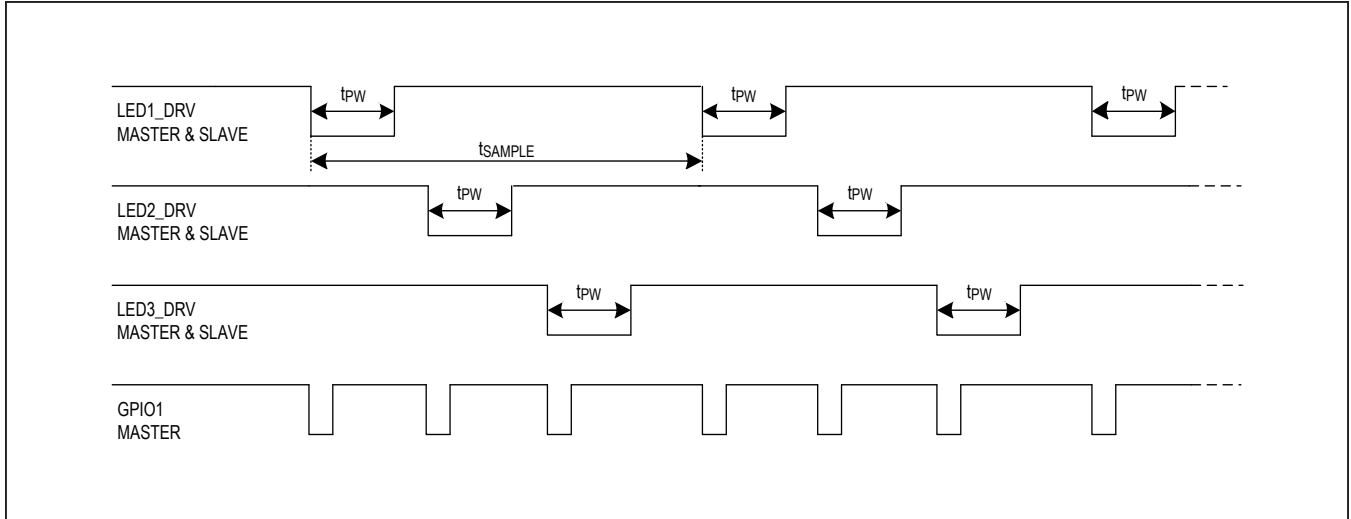 LED1_DRV
MASTER & SLAVE
tPW
tPW
tPW
tSAMPLE
LED2_DRV
MASTER & SLAVE
tPW
tPW
LED3_DRV
MASTER & SLAVE
tPW
tPW
GPIO1
MASTER